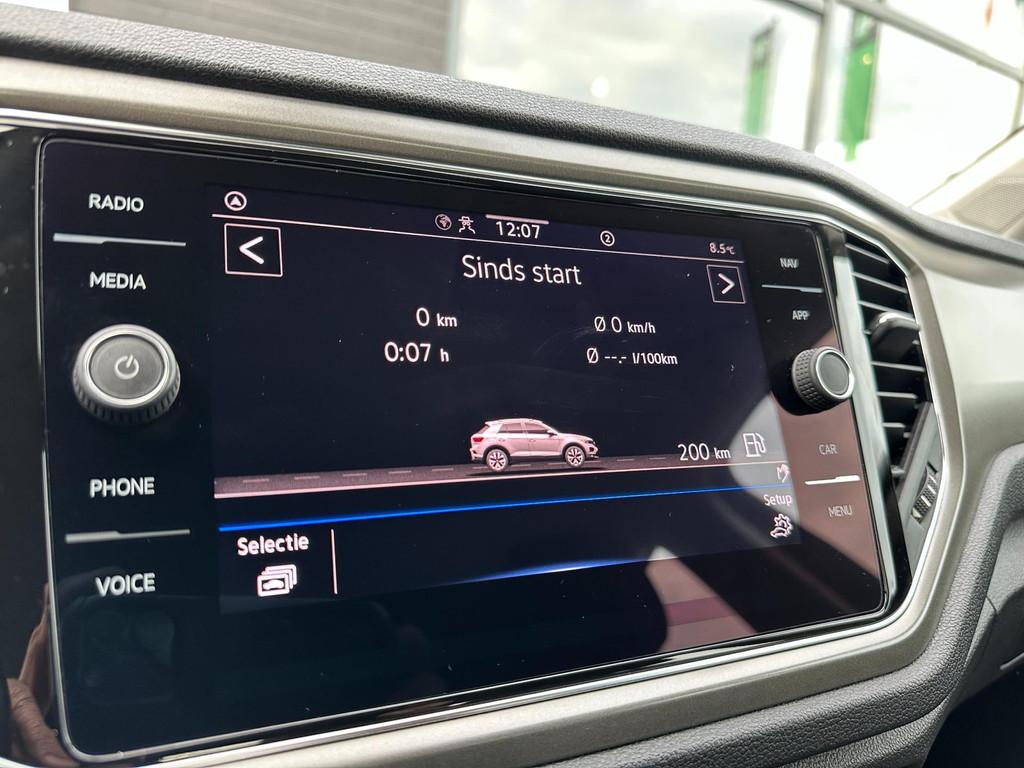 RADIO
MEDIA
PHONE
VOICE
12:07
2
8.5°C
Sinds start
0 km
Ø 0 km/h
0:07 h
Ø --.- l/100km
200 km
Setup
Selectie
NAV
APP
CAR
MENU